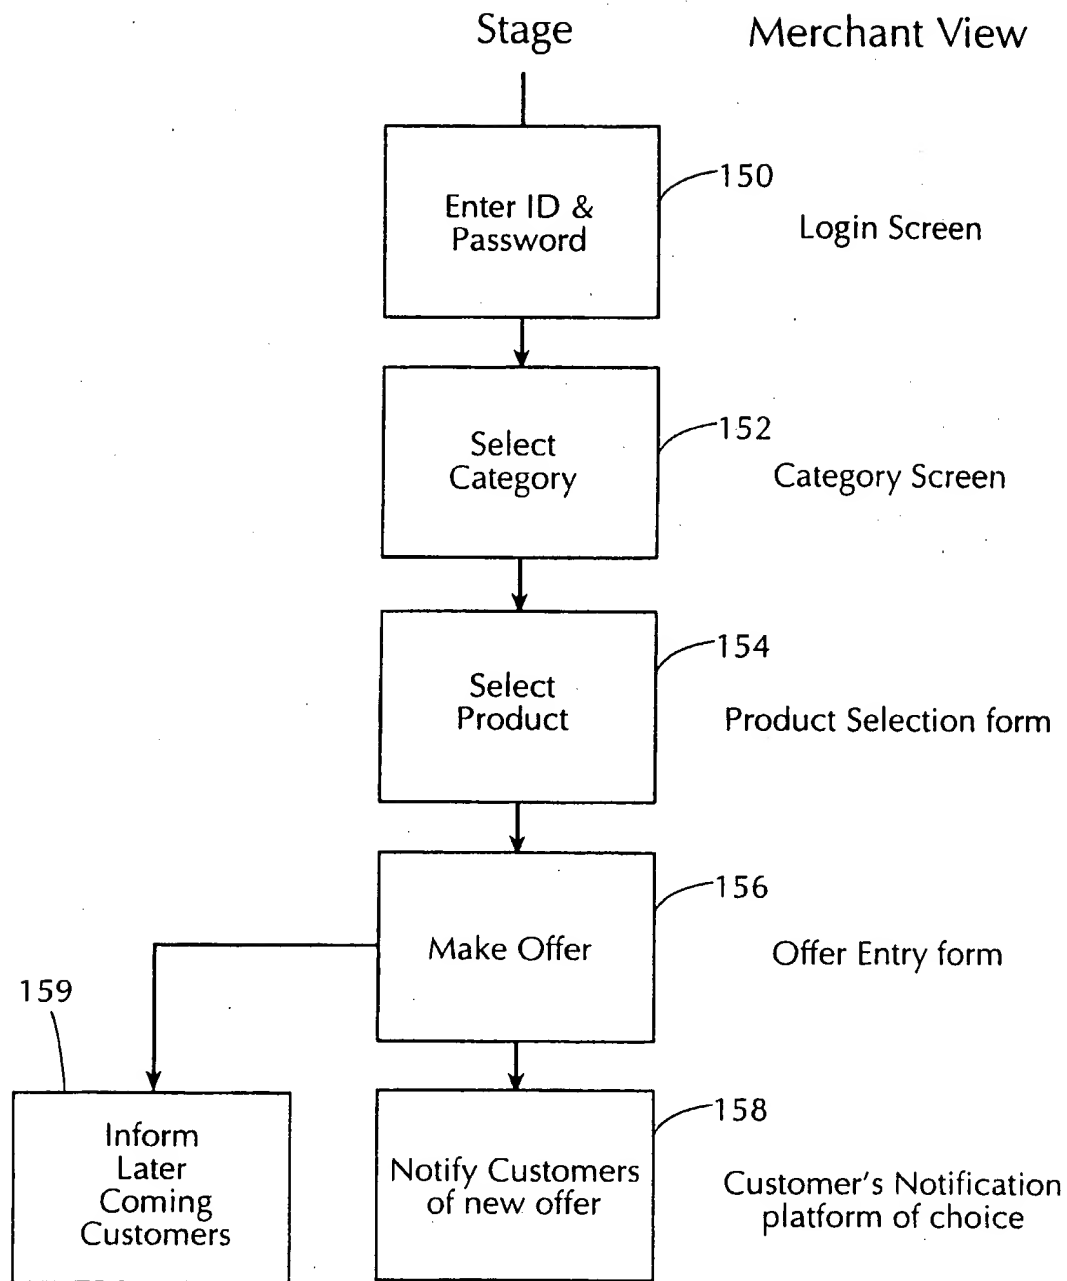 Stage
Merchant View
150
Enter ID &
Password
Login Screen
152
Select
Category
Category Screen
154
Select
Product
Product Selection form
156
Make Offer
Offer Entry form
159
Inform
Later
Coming
Customers
158
Notify Customers
of new offer
Customer's Notification
platform of choice